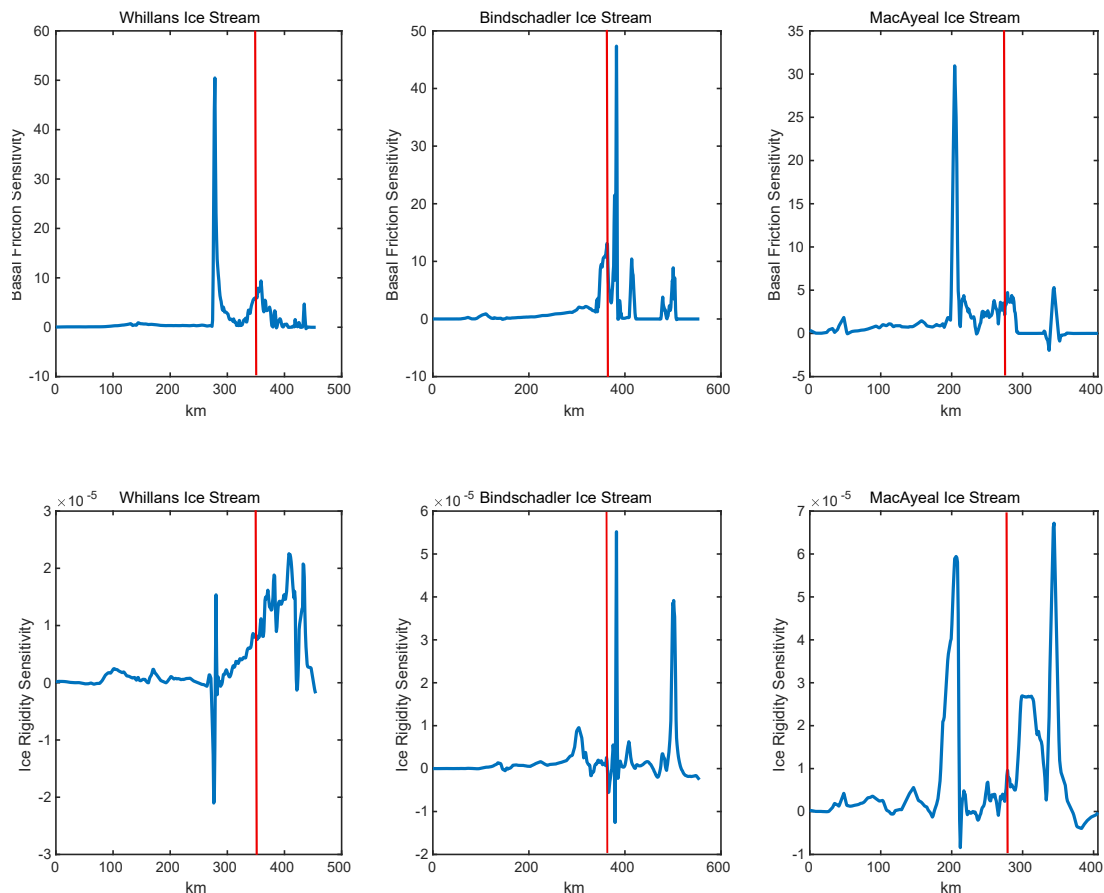 Whillans Ice Stream
Bindschadler Ice Stream
MacAyeal Ice Stream
Basal Friction Sensitivity
60
50
40
30
20
10
0
-10
0 100 200 300 400 500
km
Basal Friction Sensitivity
50
40
30
20
10
0
-10
0 200 400 600
km
Basal Friction Sensitivity
35
30
25
20
15
10
5
0
-5
0 100 200 300 400
km
×10 -5
Whillans Ice Stream
×10 -5
Bindschadler Ice Stream
×10 -5
MacAyeal Ice Stream
Ice Rigidity Sensitivity
3
2
1
0
-1
-2
-3
0 100 200 300 400 500
km
Ice Rigidity Sensitivity
6
5
4
3
2
1
0
-1
-2
0 200 400 600
km
Ice Rigidity Sensitivity
7
6
5
4
3
2
1
0
-1
0 100 200 300 400
km